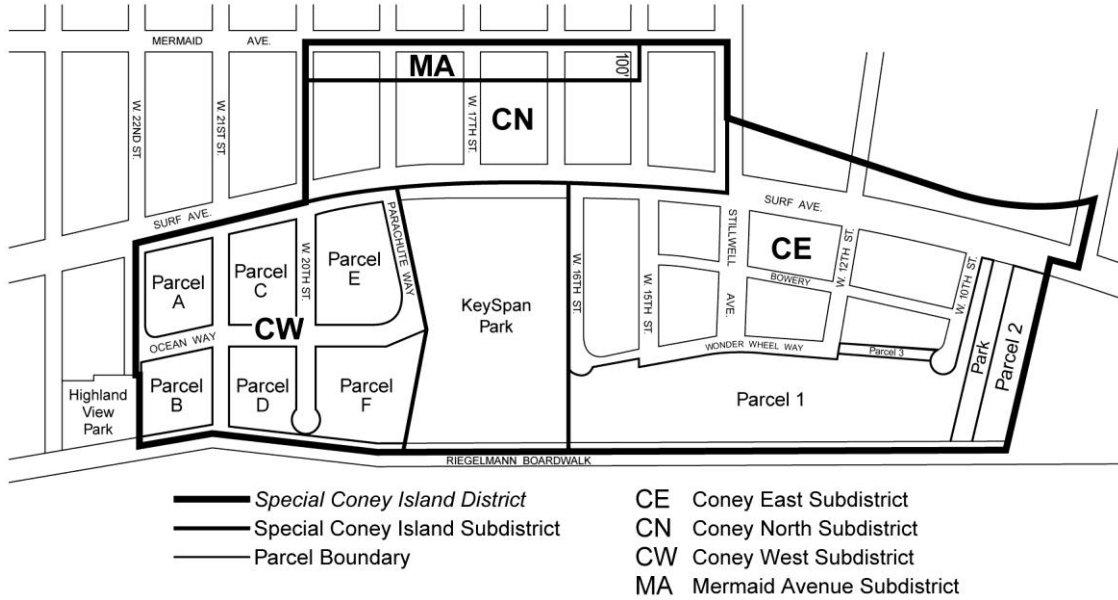 MERMAID AVE.
MA
100'
CN
W. 22ND ST.
W. 21ST ST.
W. 17TH ST.
SURF AVE.
SURF AVE.
Parcel
A
Parcel
C
W. 20TH ST.
Parcel
E
PARACHUTE WAY
KeySpan
Park
W. 16TH ST.
W. 15TH ST.
STILLWELL AVE.
CE
BOWERY
W. 12TH ST.
W. 10TH ST.
CW
OCEAN WAY
WONDER WHEEL WAY
Parcel 3
Park
Parcel 2
Highland
View
Park
Parcel
B
Parcel
D
Parcel
F
Parcel 1
RIEGELMANN BOARDWALK
Special Coney Island District
Special Coney Island Subdistrict
Parcel Boundary
CE Coney East Subdistrict
CN Coney North Subdistrict
CW Coney West Subdistrict
MA Mermaid Avenue Subdistrict